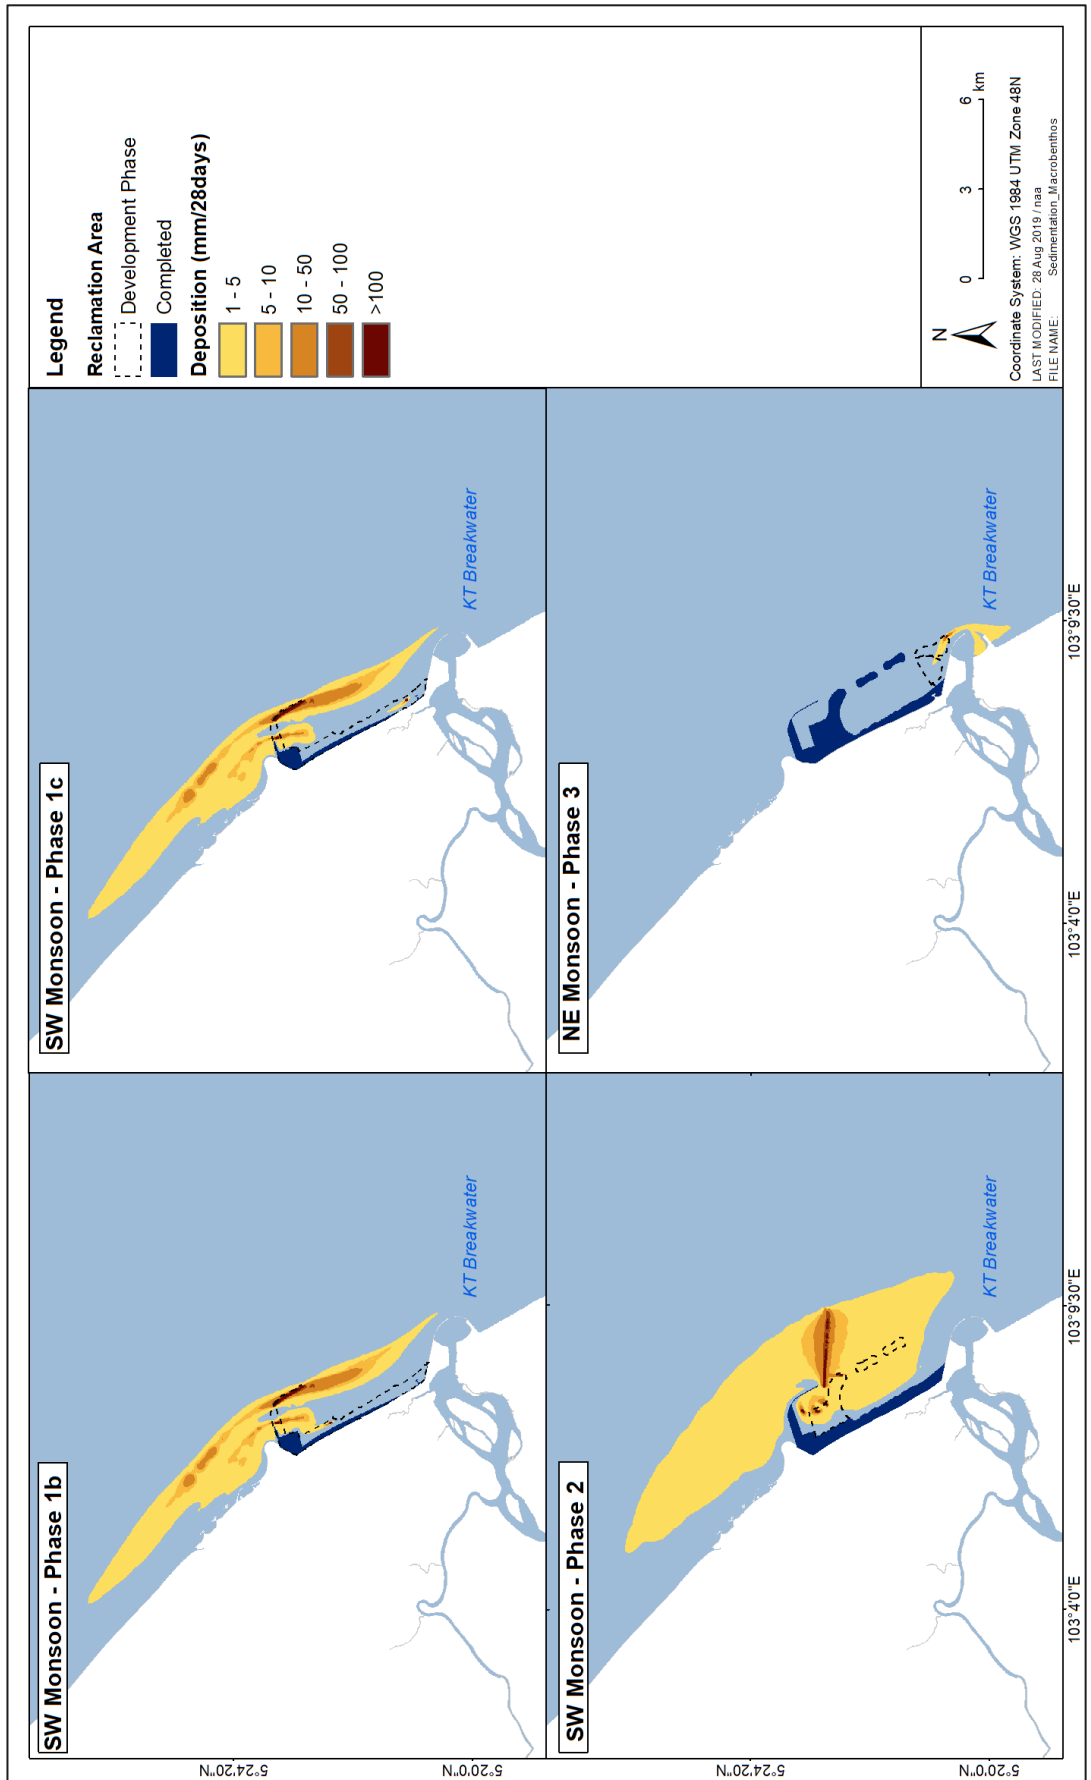 SW Monsoon - Phase 1b
KT Breakwater
SW Monsoon - Phase 1c
KT Breakwater
SW Monsoon - Phase 2
KT Breakwater
NE Monsoon - Phase 3
KT Breakwater
5°24'20"N
5°20'0"N
5°24'20"N
5°20'0"N
103°4'0"E
103°9'30"E
103°4'0"E
103°9'30"E
Legend
Reclamation Area
Development Phase
Completed
Deposition (mm/28days)
1 - 5
5 - 10
10 - 50
50 - 100
>100
N
0 3 6 km
Coordinate System: WGS 1984 UTM Zone 48N
LAST MODIFIED: 28 Aug 2019 / naa
FILE NAME: Sedimentation_Macrobenthos